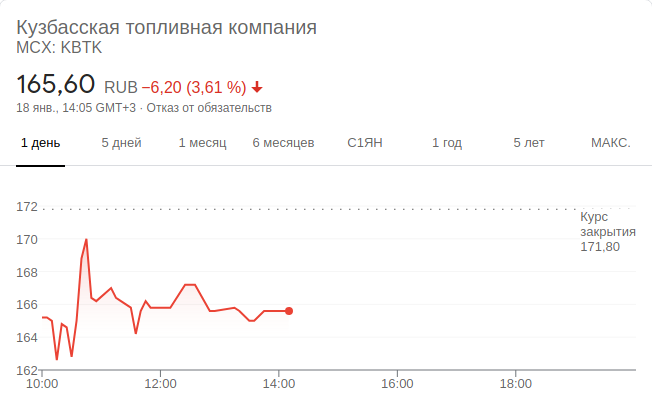 Кузбасская топливная компания
MCX: KBTK
165,60 RUB −6,20 (3,61 %)
18 янв., 14:05 GMT+3 · Отказ от обязательств
1 день 5 дней 1 месяц 6 месяцев С1ЯН 1 год 5 лет МАКС.
172
Курс
закрытия
171,80
170
168
166
164
162
10:00 12:00 14:00 16:00 18:00